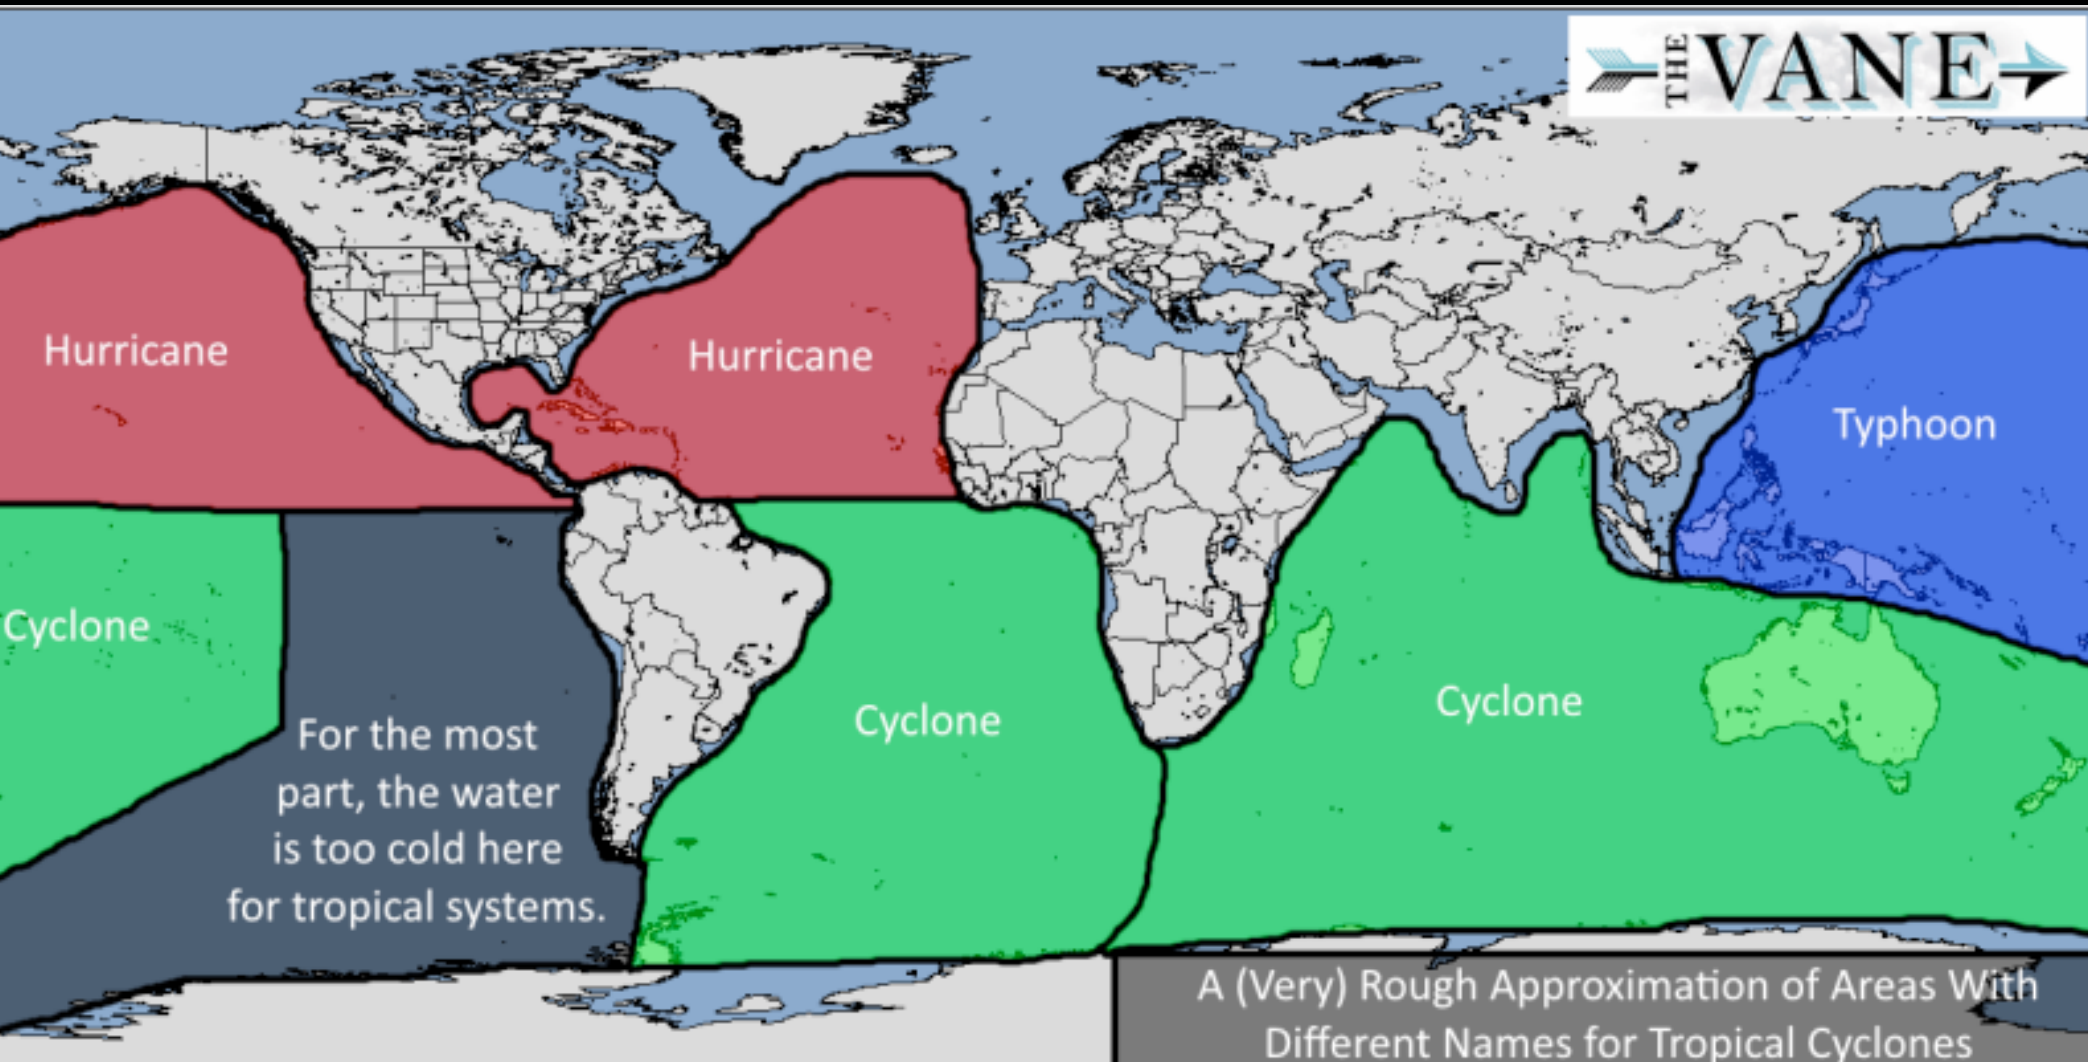 THE VANE
Hurricane
Hurricane
Typhoon
Cyclone
Cyclone
Cyclone
For the most
part, the water
is too cold here
for tropical systems.
A (Very) Rough Approximation of Areas With
Different Names for Tropical Cyclones